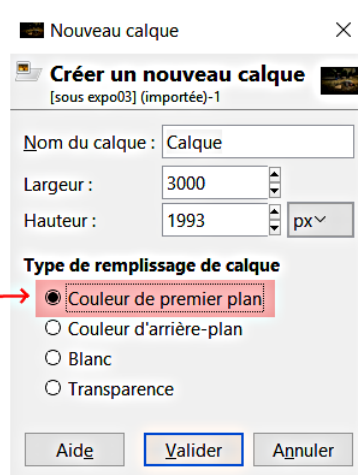 Nouveau calque
Créer un nouveau calque
[sous expo03] (importée)-1
Nom du calque : Calque
Largeur : 3000
Hauteur : 1993 px
Type de remplissage de calque
Couleur de premier plan
Couleur d'arrière-plan
Blanc
Transparence
Aide Valider Annuler